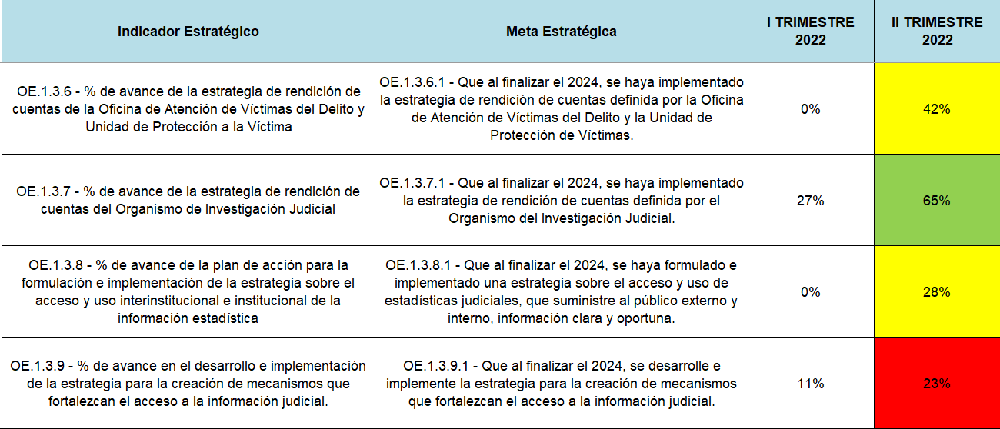 Indicador Estratégico
Meta Estratégica
I TRIMESTRE
2022
II TRIMESTRE
2022
OE.1.3.6 - % de avance de la estrategia de rendición de
cuentas de la Oficina de Atención de Víctimas del Delito y
Unidad de Protección a la Víctima
OE.1.3.6.1 - Que al finalizar el 2024, se haya implementado
la estrategia de rendición de cuentas definida por la Oficina
de Atención de Víctimas del Delito y la Unidad de
Protección de Víctimas.
0%
42%
OE.1.3.7 - % de avance de la estrategia de rendición de
cuentas del Organismo de Investigación Judicial
OE.1.3.7.1 - Que al finalizar el 2024, se haya implementado
la estrategia de rendición de cuentas definida por el
Organismo del Investigación Judicial.
27%
65%
OE.1.3.8 - % de avance de la plan de acción para la
formulación e implementación de la estrategia sobre el
acceso y uso interinstitucional e institucional de la
información estadística
OE.1.3.8.1 - Que al finalizar el 2024, se haya formulado e
implementado una estrategia sobre el acceso y uso de
estadísticas judiciales, que suministre al público externo y
interno, información clara y oportuna.
0%
28%
OE.1.3.9 - % de avance en el desarrollo e implementación
de la estrategia para la creación de mecanismos que
fortalezcan el acceso a la información judicial.
OE.1.3.9.1 - Que al finalizar el 2024, se desarrolle e
implemente la estrategia para la creación de mecanismos
que fortalezcan el acceso a la información judicial.
11%
23%